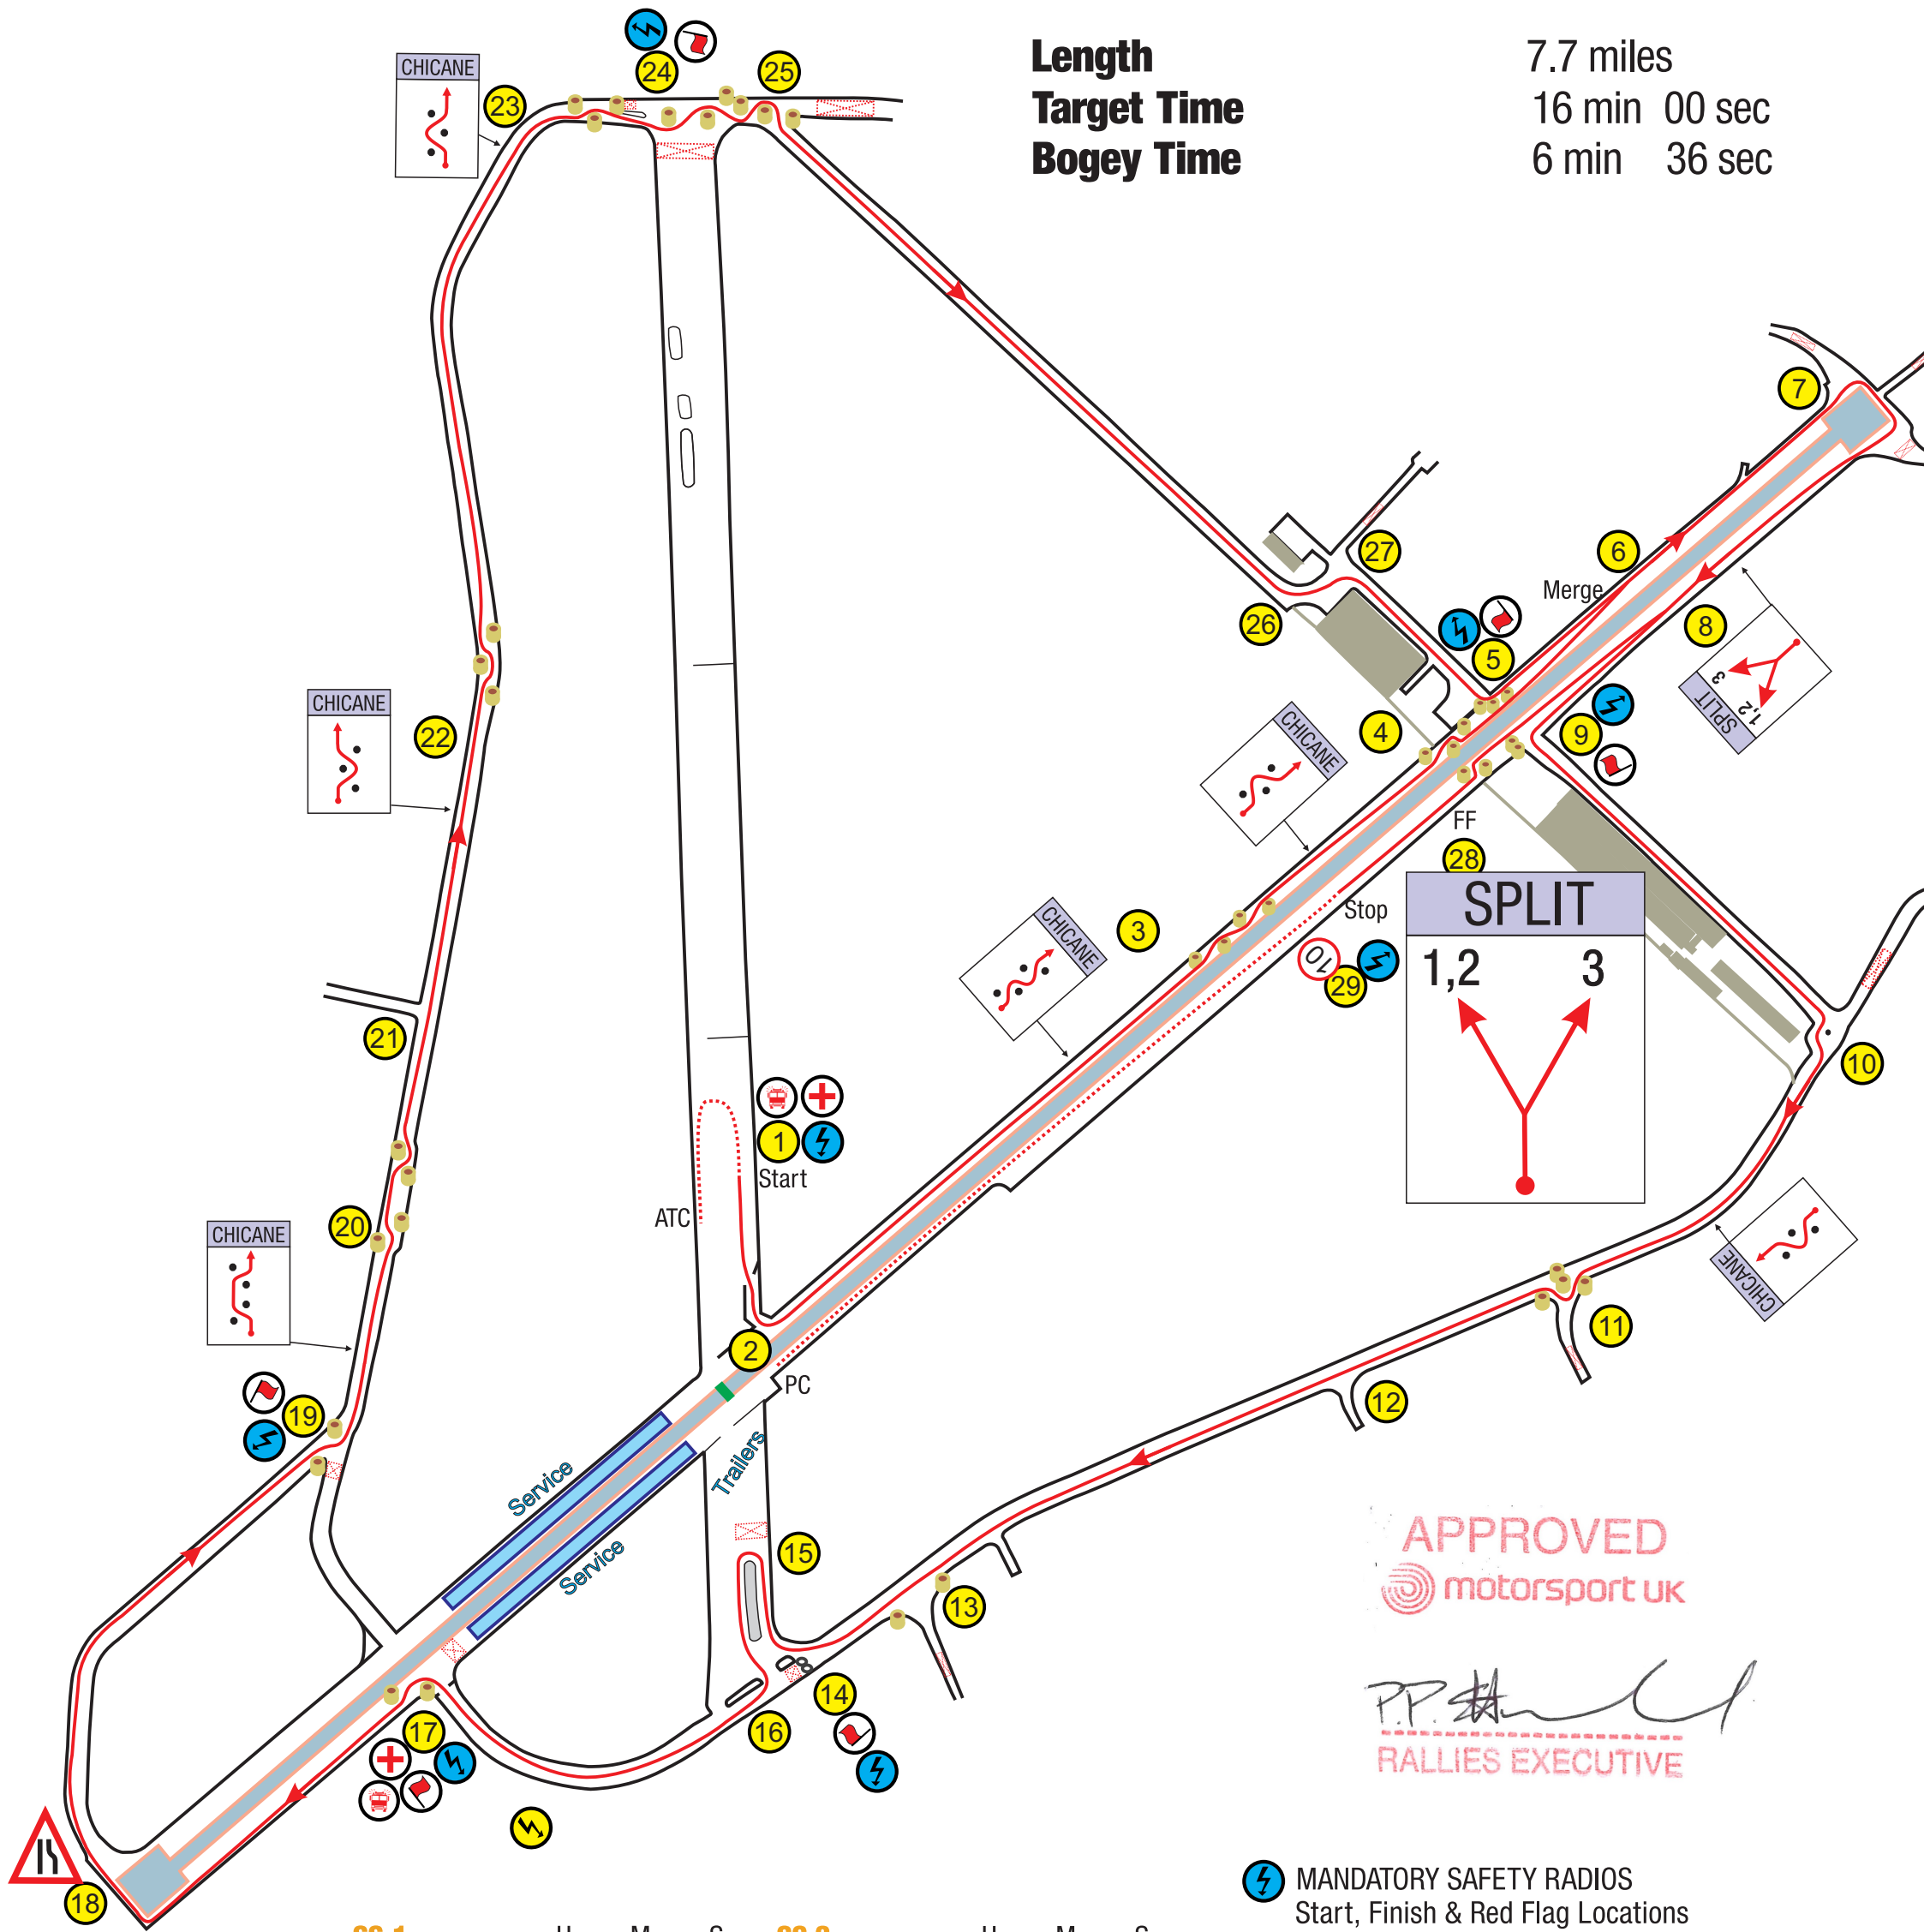 Length 7.7 miles
Target Time 16 min 00 sec
Bogey Time 6 min 36 sec
24
25
CHICANE
23
7
27
6
Merge
26
5
8
SPLIT
3
1,2
CHICANE
22
4
9
CHICANE
FF
28
SPLIT
1,2 3
CHICANE
3
Stop
10
29
21
10
1
Start
ATC
20
CHICANE
CHICANE
11
2
PC
12
19
Service
Trailers
Service
15
13
APPROVED
motorsport uk
14
16
17
P.P.
RALLIES EXECUTIVE
18
MANDATORY SAFETY RADIOS
Start, Finish & Red Flag Locations